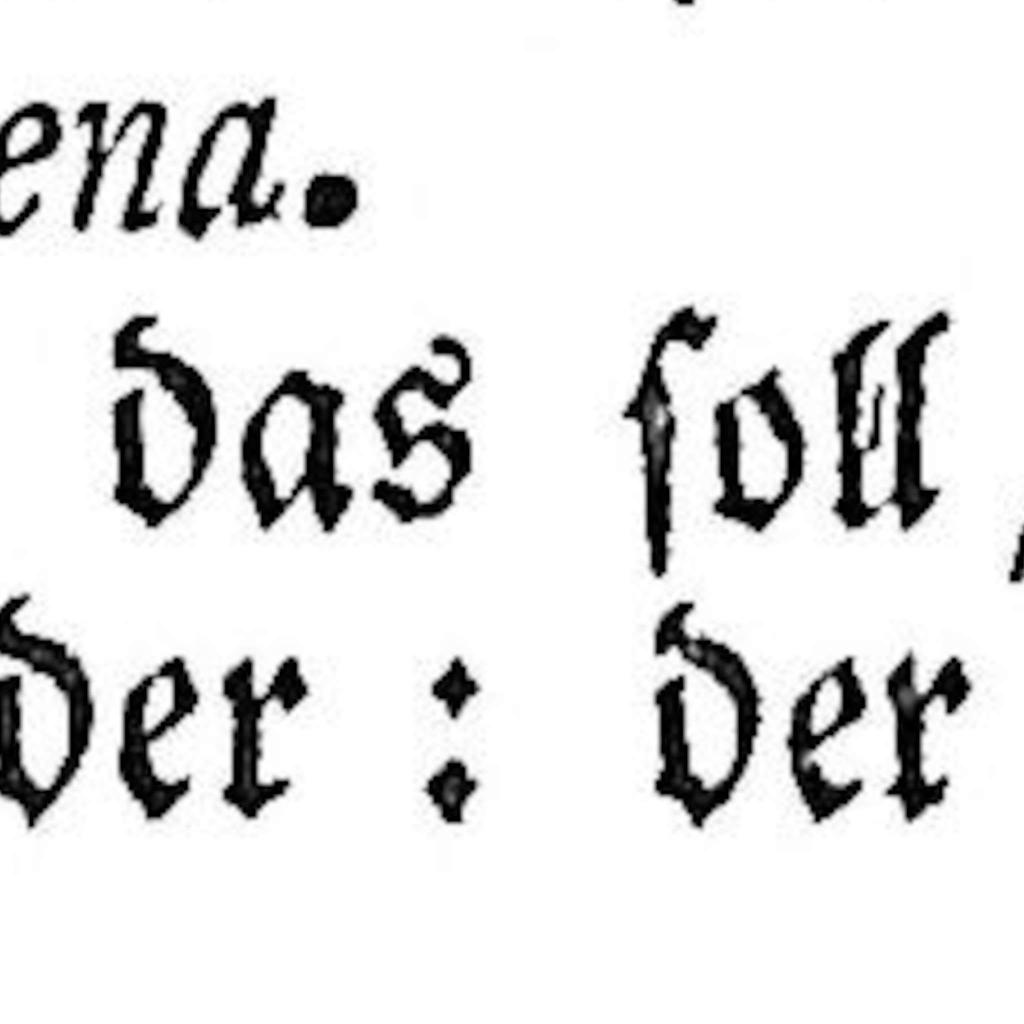 ena.
das ſoll
der : der